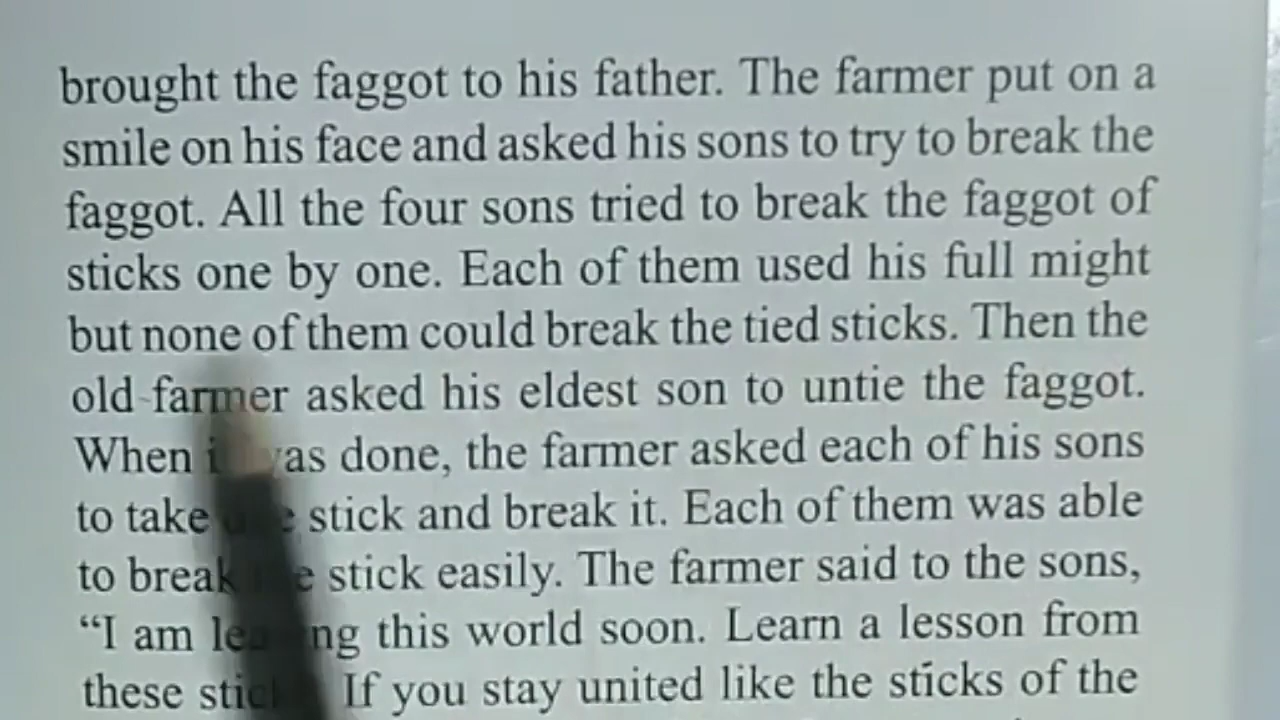 brought the faggot to his father. The farmer put on a
smile on his face and asked his sons to try to break the
faggot. All the four sons tried to break the faggot of
sticks one by one. Each of them used his full might
but none of them could break the tied sticks. Then the
old farmer asked his eldest son to untie the faggot.
When it was done, the farmer asked each of his sons
to take stick and break it. Each of them was able
to break stick easily. The farmer said to the sons,
“I am leaving this world soon. Learn a lesson from
these If you stay united like the sticks of the